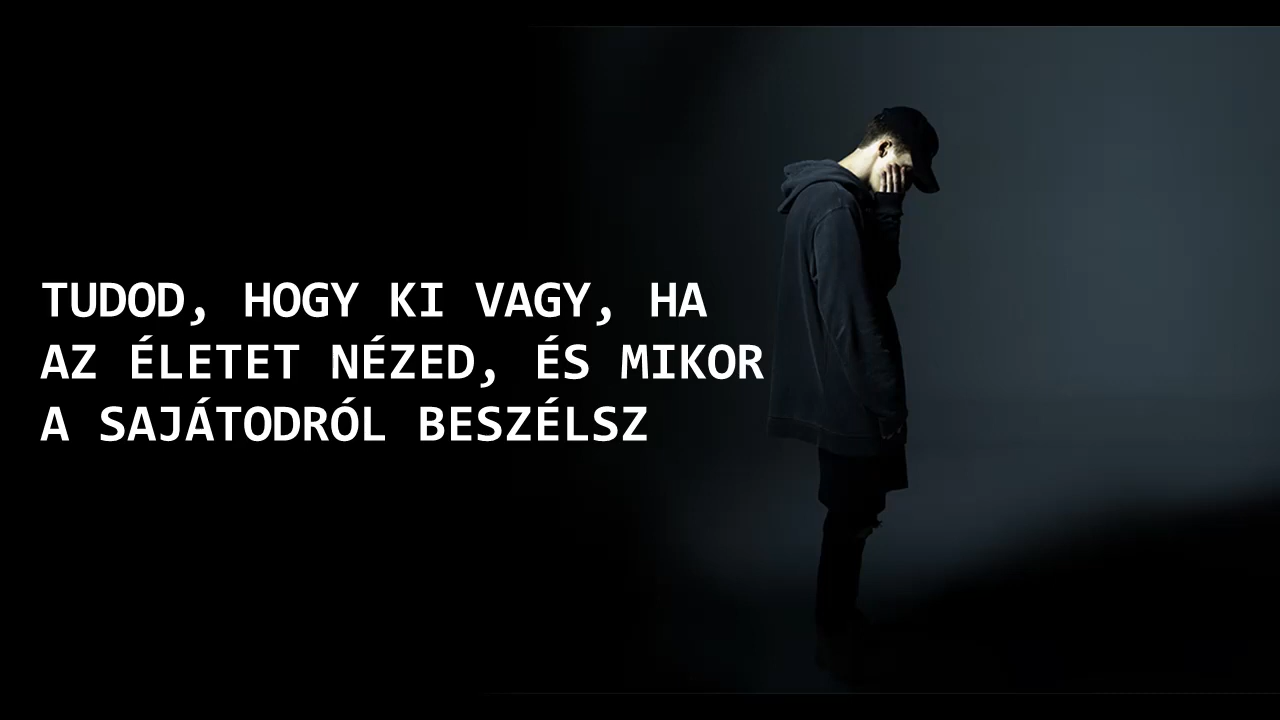 TUDOD, HOGY KI VAGY, HA
AZ ÉLETET NÉZED, ÉS MIKOR
A SAJÁTODRÓL BESZÉLSZ